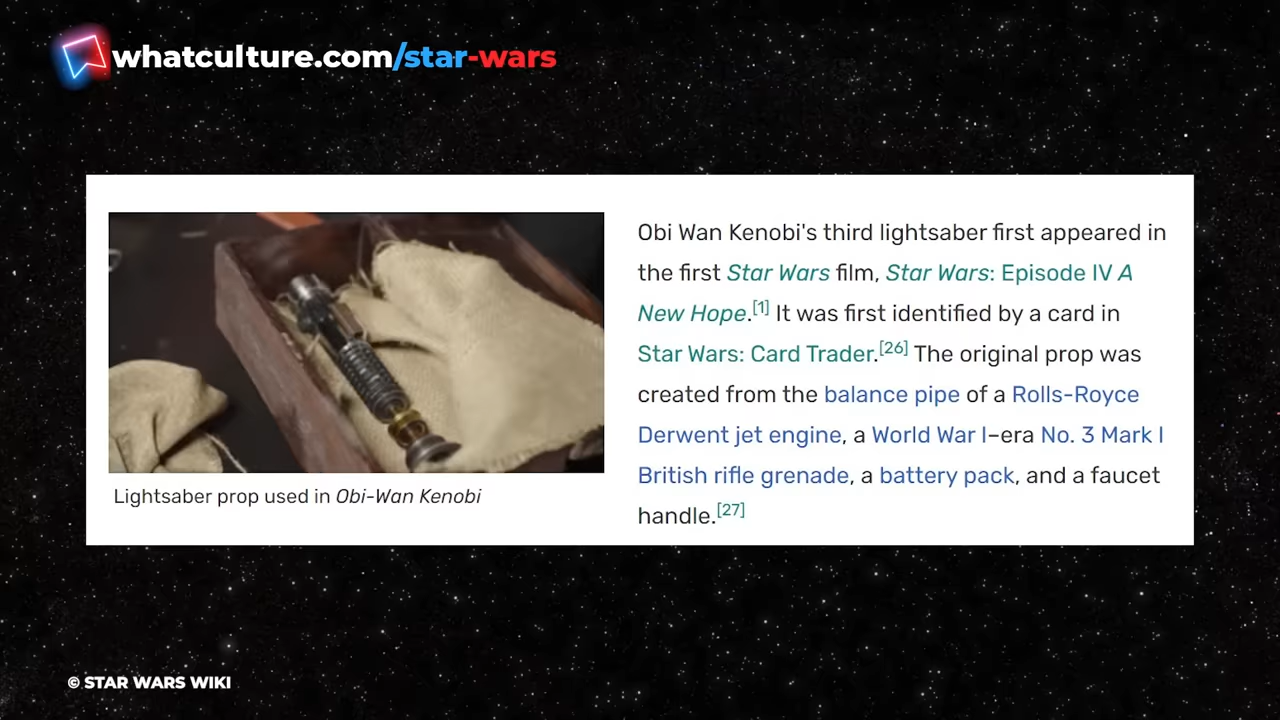 whatculture.com/star-wars
Obi Wan Kenobi's third lightsaber first appeared in
the first Star Wars film, Star Wars: Episode IV A
New Hope.[1] It was first identified by a card in
Star Wars: Card Trader.[26] The original prop was
created from the balance pipe of a Rolls-Royce
Derwent jet engine, a World War I–era No. 3 Mark I
British rifle grenade, a battery pack, and a faucet
handle.[27]
Lightsaber prop used in Obi-Wan Kenobi
© STAR WARS WIKI